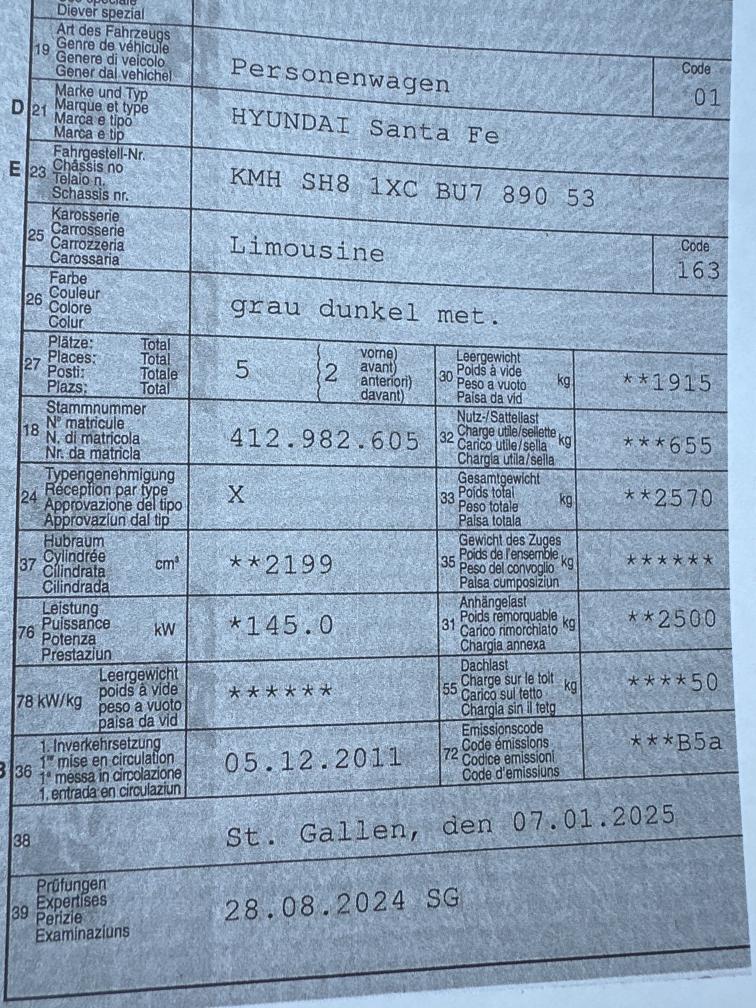 Diever spezial
19 Art des Fahrzeugs
Genre de véhicule
Genere di veicolo
Gener dal vehichel
Personenwagen
Code
01
D 21 Marke und Typ
Marque et type
Marca e tipo
Marca e tip
HYUNDAI Santa Fe
E 23 Fahrgestell-Nr.
Châssis no
Telaio n.
Schassis nr.
KMH SH8 1XC BU7 890 53
25 Karosserie
Carrosserie
Carrozzeria
Carossaria
Limousine
Code
163
26 Farbe
Couleur
Colore
Colur
grau dunkel met.
27 Plätze: Total
Places: Total
Posti: Totale
Plazs: Total
5
2 vorne)
avant)
anteriori)
davant)
30 Leergewicht
Poids à vide
Peso a vuoto kg
Paisa da vid
**1915
18 Stammnummer
N° matricule
N. di matricola
Nr. da matricla
412.982.605
32 Nutz-/Sattellast
Charge utile/sellette kg
Carico utile/sella
Chargia utila/sella
***655
24 Typengenehmigung
Réception par type
Approvazione del tipo
Approvaziun dal tip
X
33 Gesamtgewicht
Poids total kg
Peso totale
Paisa totala
**2570
37 Hubraum
Cylindrée cm³
Cilindrata
Cilindrada
**2199
35 Gewicht des Zuges
Poids de l'ensemble kg
Peso del convoglio
Paisa cumposiziun
******
76 Leistung
Puissance kW
Potenza
Prestaziun
*145.0
31 Anhängelast
Poids remorquable kg
Carico rimorchiato
Chargia annexa
**2500
78 kW/kg Leergewicht
poids à vide
peso a vuoto
paisa da vid
******
55 Dachlast
Charge sur le toit kg
Carico sul tetto
Chargia sin il tetg
****50
36 1. Inverkehrsetzung
1re mise en circulation
1a messa in circolazione
1. entrada en circulaziun
05.12.2011
72 Emissionscode
Code émissions
Codice emissioni
Code d'emissiuns
***B5a
38
St. Gallen, den 07.01.2025
39 Prüfungen
Expertises
Perizie
Examinaziuns
28.08.2024 SG